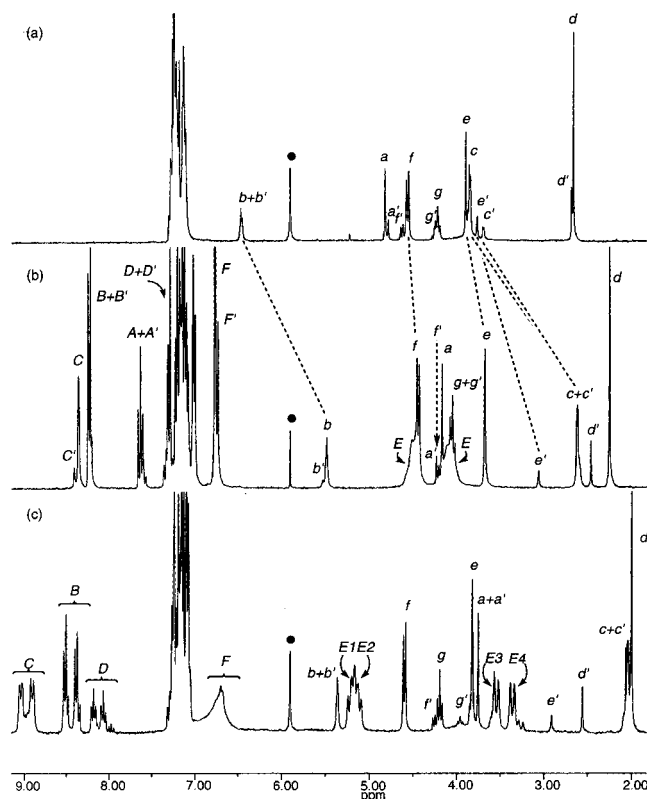 (a)
d
e
c
a
f
b+b'
●
a'
f'
g'
g
e'
c'
d'
(b)
D+D'
B+B'
A+A'
C
C'
F
F'
●
b
b'
E
f
f'
a
a'
g+g'
E
e
e'
c+c'
d'
d
(c)
B
C
D
F
●
b+b'
E1
E2
f
f'
g
g'
e
a+a'
E3
E4
e'
d'
c+c'
d
9.00 8.00 7.00 6.00 5.00 4.00 3.00 2.00
ppm